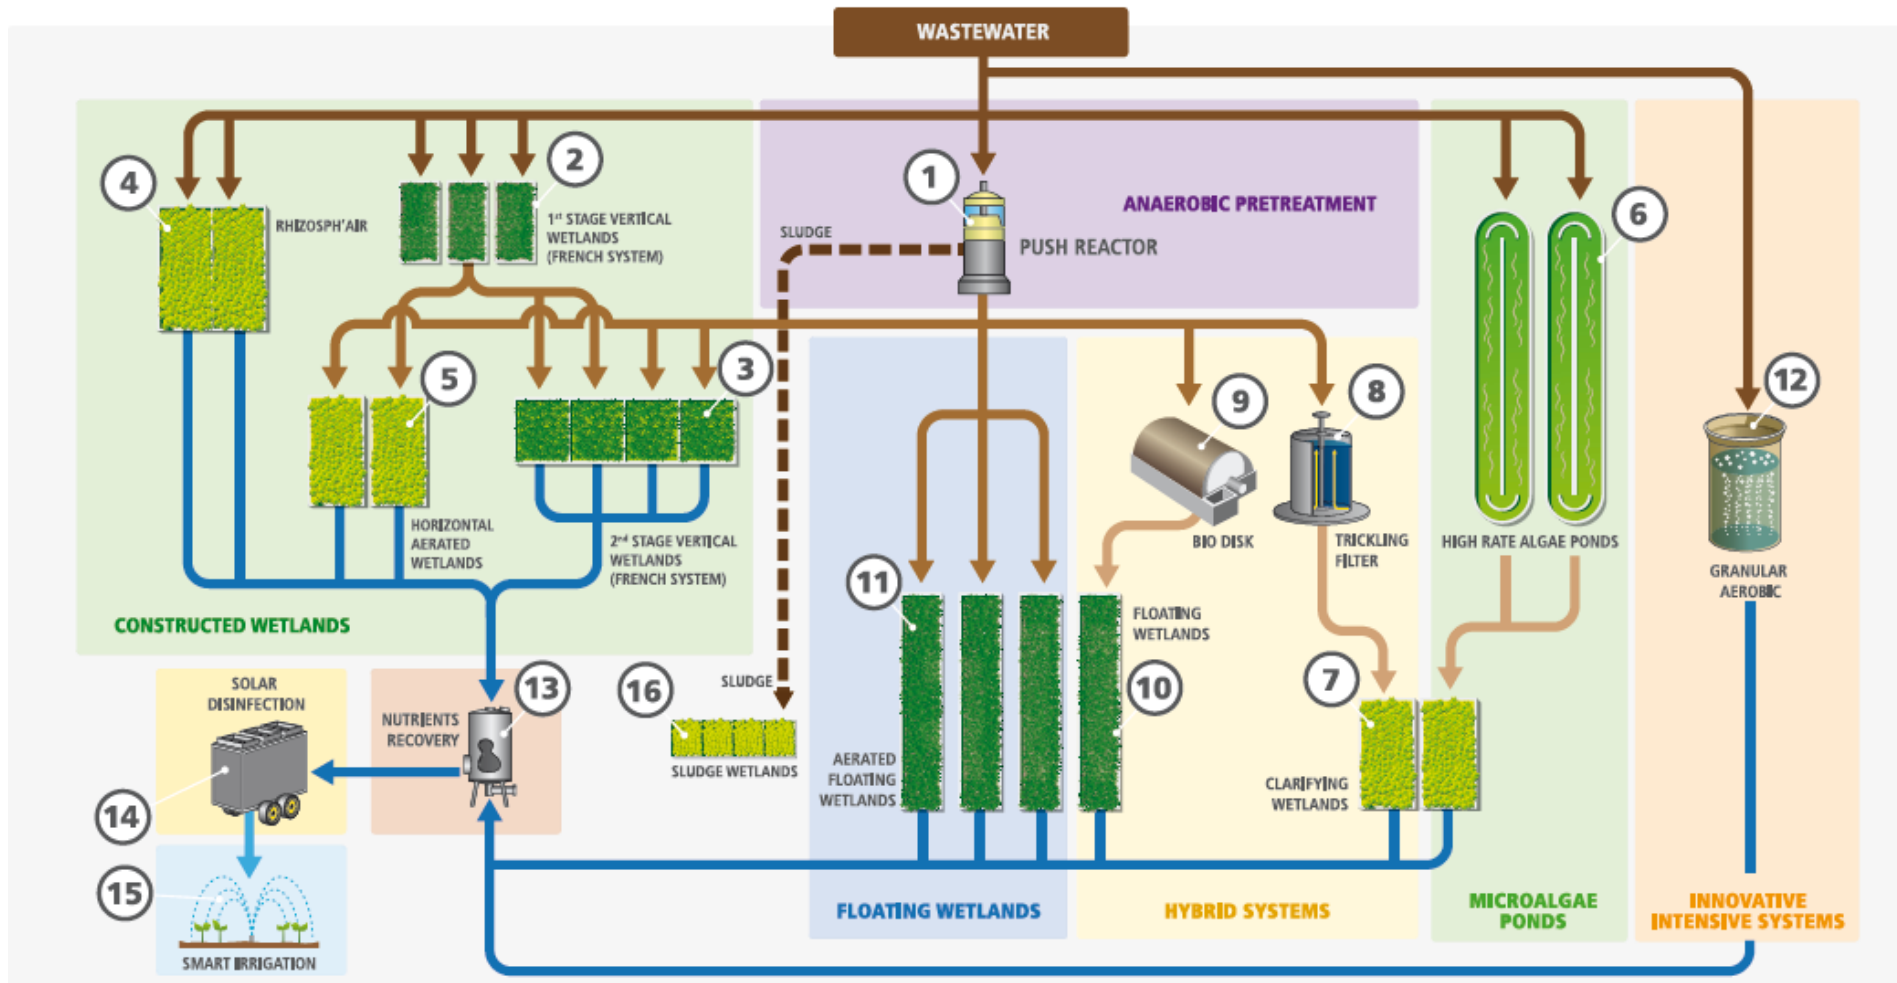 WASTEWATER
4
2
1
6
RHIZOSPH'AIR
1st STAGE VERTICAL
WETLANDS
(FRENCH SYSTEM)
SLUDGE
ANAEROBIC PRETREATMENT
PUSH REACTOR
5
3
9
8
12
HORIZONTAL
AERATED
WETLANDS
2nd STAGE VERTICAL
WETLANDS
(FRENCH SYSTEM)
BIO DISK
TRICKLING
FILTER
HIGH RATE ALGAE PONDS
GRANULAR
AEROBIC
CONSTRUCTED WETLANDS
11
FLOATING
WETLANDS
SOLAR
DISINFECTION
NUTRIENTS
RECOVERY
13
16
SLUDGE
SLUDGE WETLANDS
10
7
AERATED
FLOATING
WETLANDS
CLARIFYING
WETLANDS
14
15
SMART IRRIGATION
FLOATING WETLANDS
HYBRID SYSTEMS
MICROALGAE
PONDS
INNOVATIVE
INTENSIVE SYSTEMS